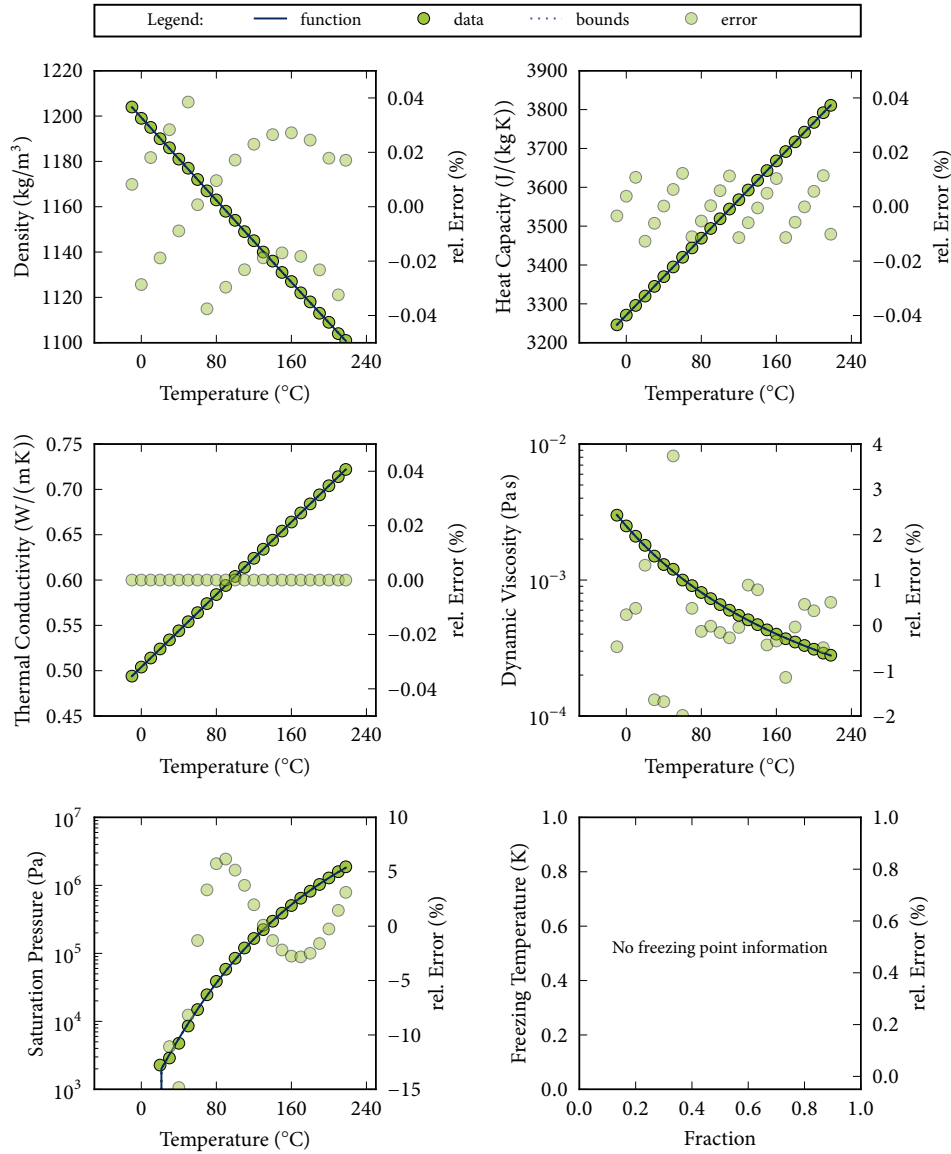 Legend: function data bounds error
1220
1200
1180
1160
1140
1120
1100
Density (kg/m³)
0.04
0.02
0.00
−0.02
−0.04
rel. Error (%)
0 80 160 240
Temperature (°C)
3900
3800
3700
3600
3500
3400
3300
3200
Heat Capacity (J/(kg K))
0.04
0.02
0.00
−0.02
−0.04
rel. Error (%)
0 80 160 240
Temperature (°C)
0.75
0.70
0.65
0.60
0.55
0.50
0.45
Thermal Conductivity (W/(m K))
0.04
0.02
0.00
−0.02
−0.04
rel. Error (%)
0 80 160 240
Temperature (°C)
10⁻²
10⁻³
10⁻⁴
Dynamic Viscosity (Pa s)
4
3
2
1
0
−1
−2
rel. Error (%)
0 80 160 240
Temperature (°C)
10⁷
10⁶
10⁵
10⁴
10³
Saturation Pressure (Pa)
10
5
0
−5
−10
−15
rel. Error (%)
0 80 160 240
Temperature (°C)
1.0
0.8
0.6
0.4
0.2
0.0
Freezing Temperature (K)
No freezing point information
1.0
0.8
0.6
0.4
0.2
0.0
rel. Error (%)
0.0 0.2 0.4 0.6 0.8 1.0
Fraction